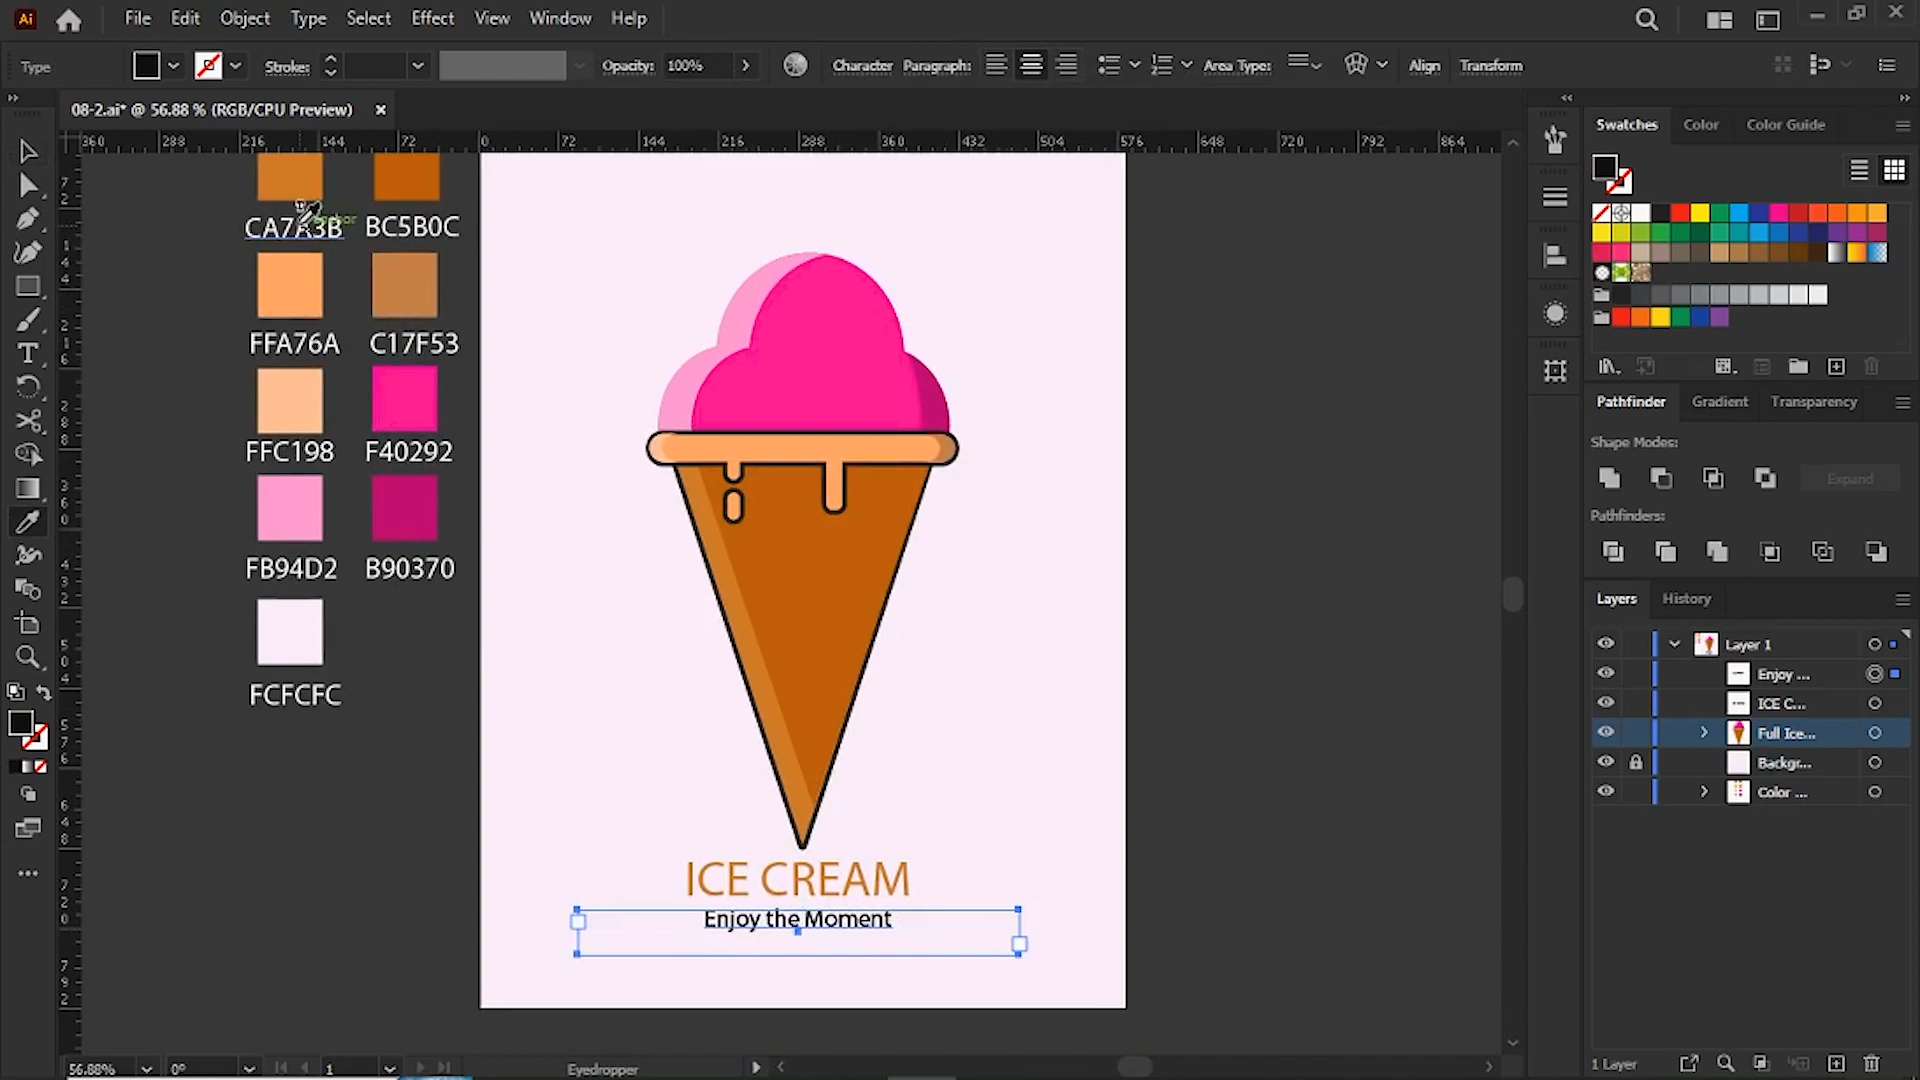 Ai File Edit Object Type Select Effect View Window Help
Type Stroke: Opacity: 100% Character Paragraph: Area Type: Align Transform
08-2.ai* @ 56.88 % (RGB/CPU Preview)
360 288 216 144 72 0 72 144 216 288 360 432 504 576 648 720 792 864
Swatches Color Color Guide
CA7A3B BC5B0C
FFA76A C17F53
FFC198 F40292
FB94D2 B90370
FCFCFC
ICE CREAM
Enjoy the Moment
Pathfinder Gradient Transparency
Shape Modes:
Expand
Pathfinders:
Layers History
Layer 1
Enjoy ...
ICE C...
Full Ice...
Backgr...
Color ...
56.88% 0° 1 Eyedropper
1 Layer